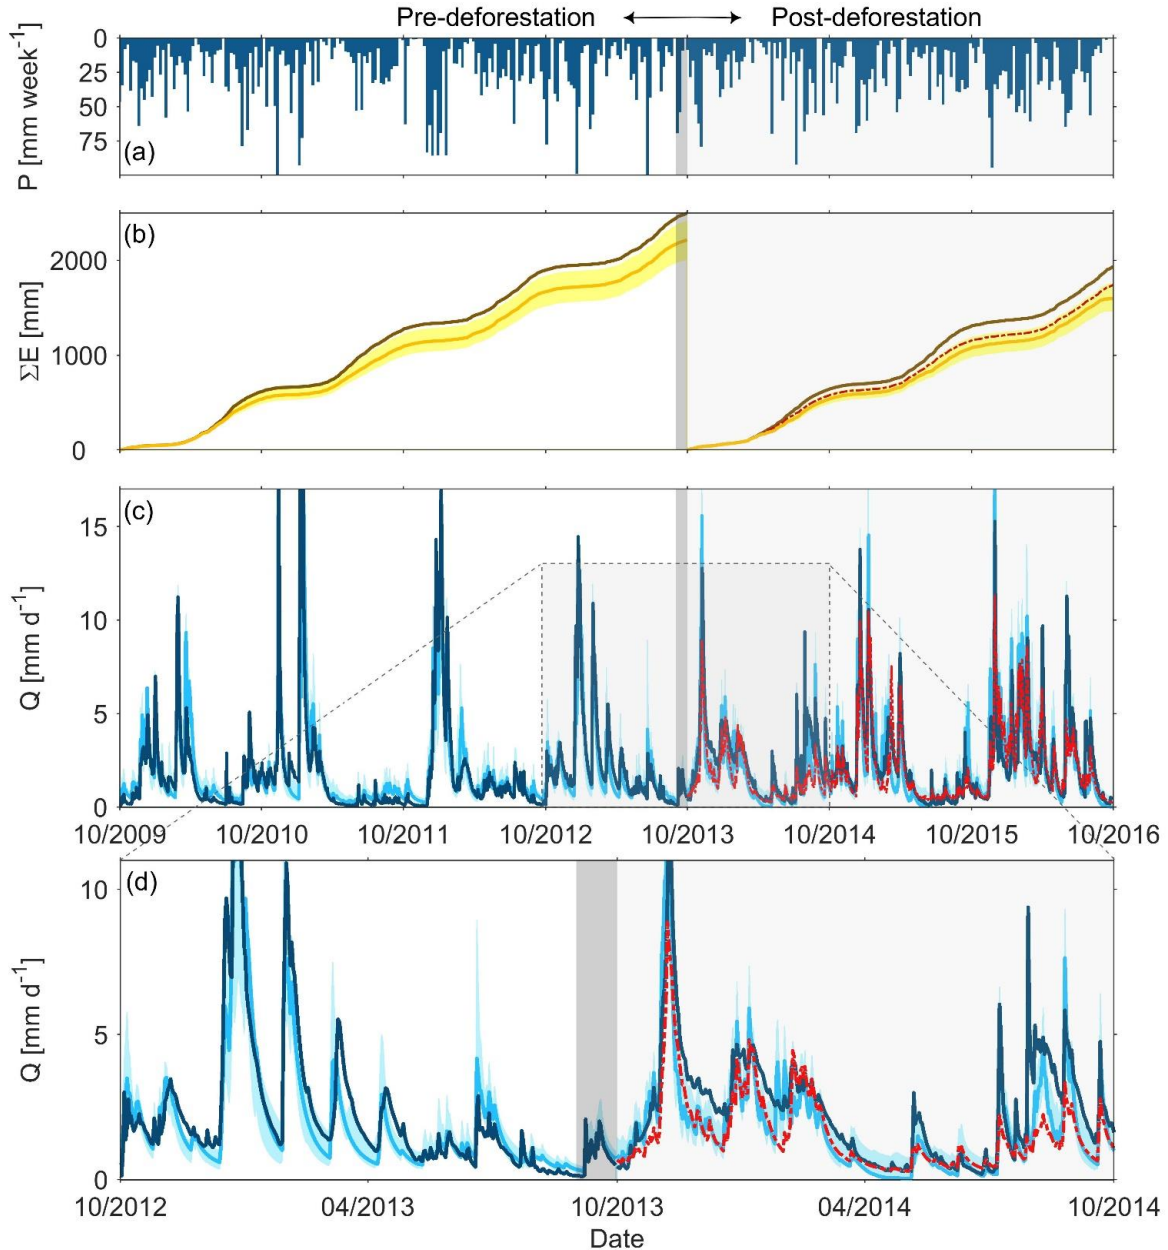 Pre-deforestation Post-deforestation
0
25
50
75
P [mm week⁻¹]
(a)
(b)
2000
1000
0
ΣE [mm]
(c)
15
10
5
0
Q [mm d⁻¹]
10/2009 10/2010 10/2011 10/2012 10/2013 10/2014 10/2015 10/2016
(d)
10
5
0
Q [mm d⁻¹]
10/2012 04/2013 10/2013 04/2014 10/2014
Date